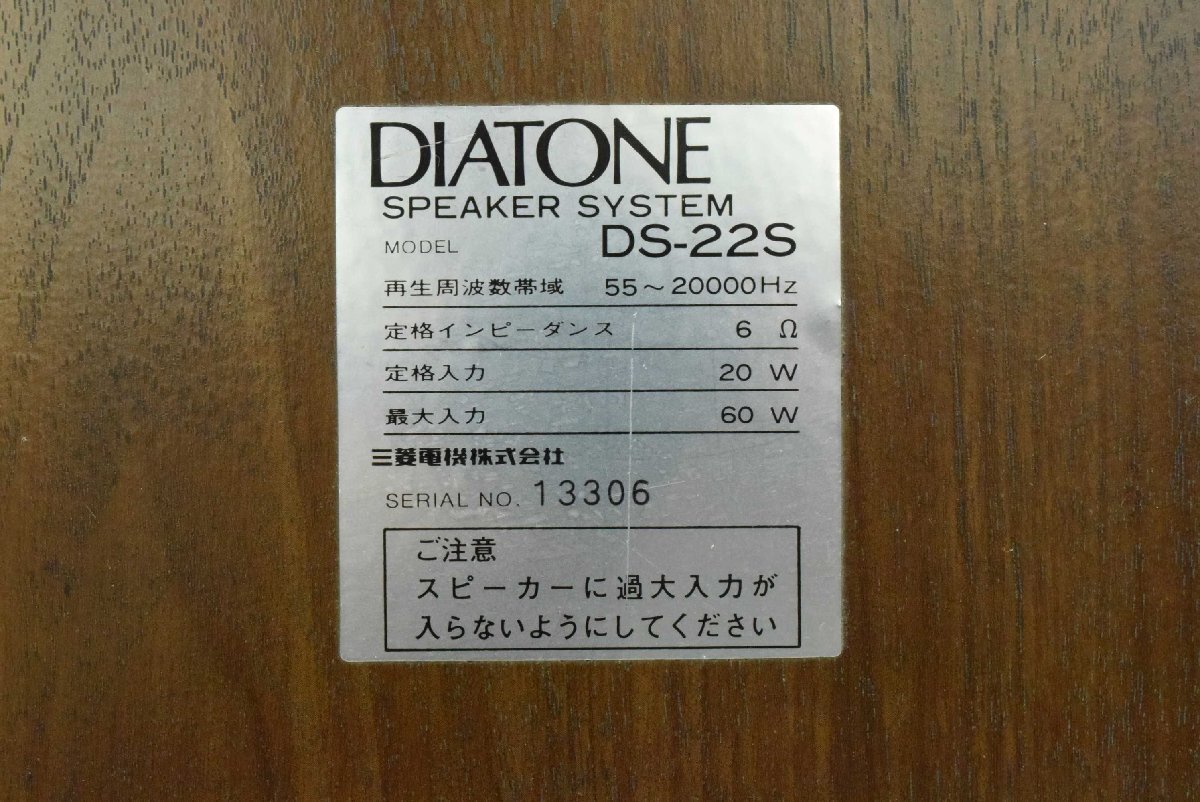 DIATONE
SPEAKER SYSTEM
MODEL DS-22S
再生周波数帯域 55～20000Hz
定格インピーダンス 6 Ω
定格入力 20 W
最大入力 60 W
三菱電機株式会社
SERIAL NO. 13306
ご注意
スピーカーに過大入力が
入らないようにしてください